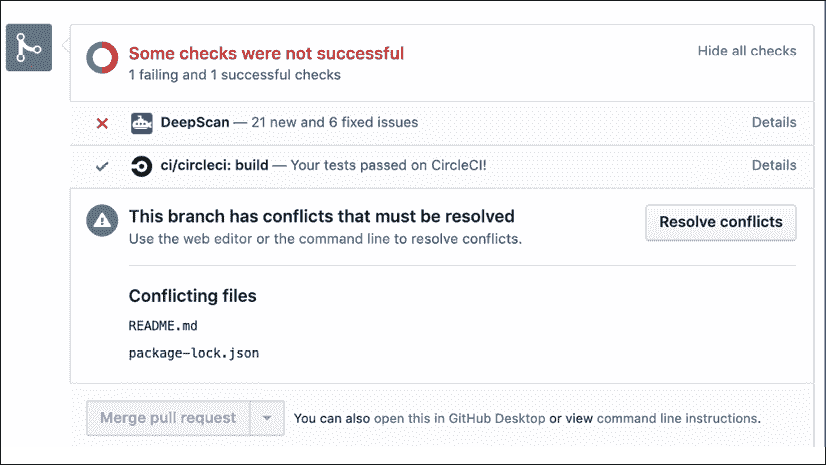 Some checks were not successful
Hide all checks
1 failing and 1 successful checks
DeepScan — 21 new and 6 fixed issues
Details
ci/circleci: build — Your tests passed on CircleCI!
Details
This branch has conflicts that must be resolved
Resolve conflicts
Use the web editor or the command line to resolve conflicts.
Conflicting files
README.md
package-lock.json
Merge pull request
You can also open this in GitHub Desktop or view command line instructions.